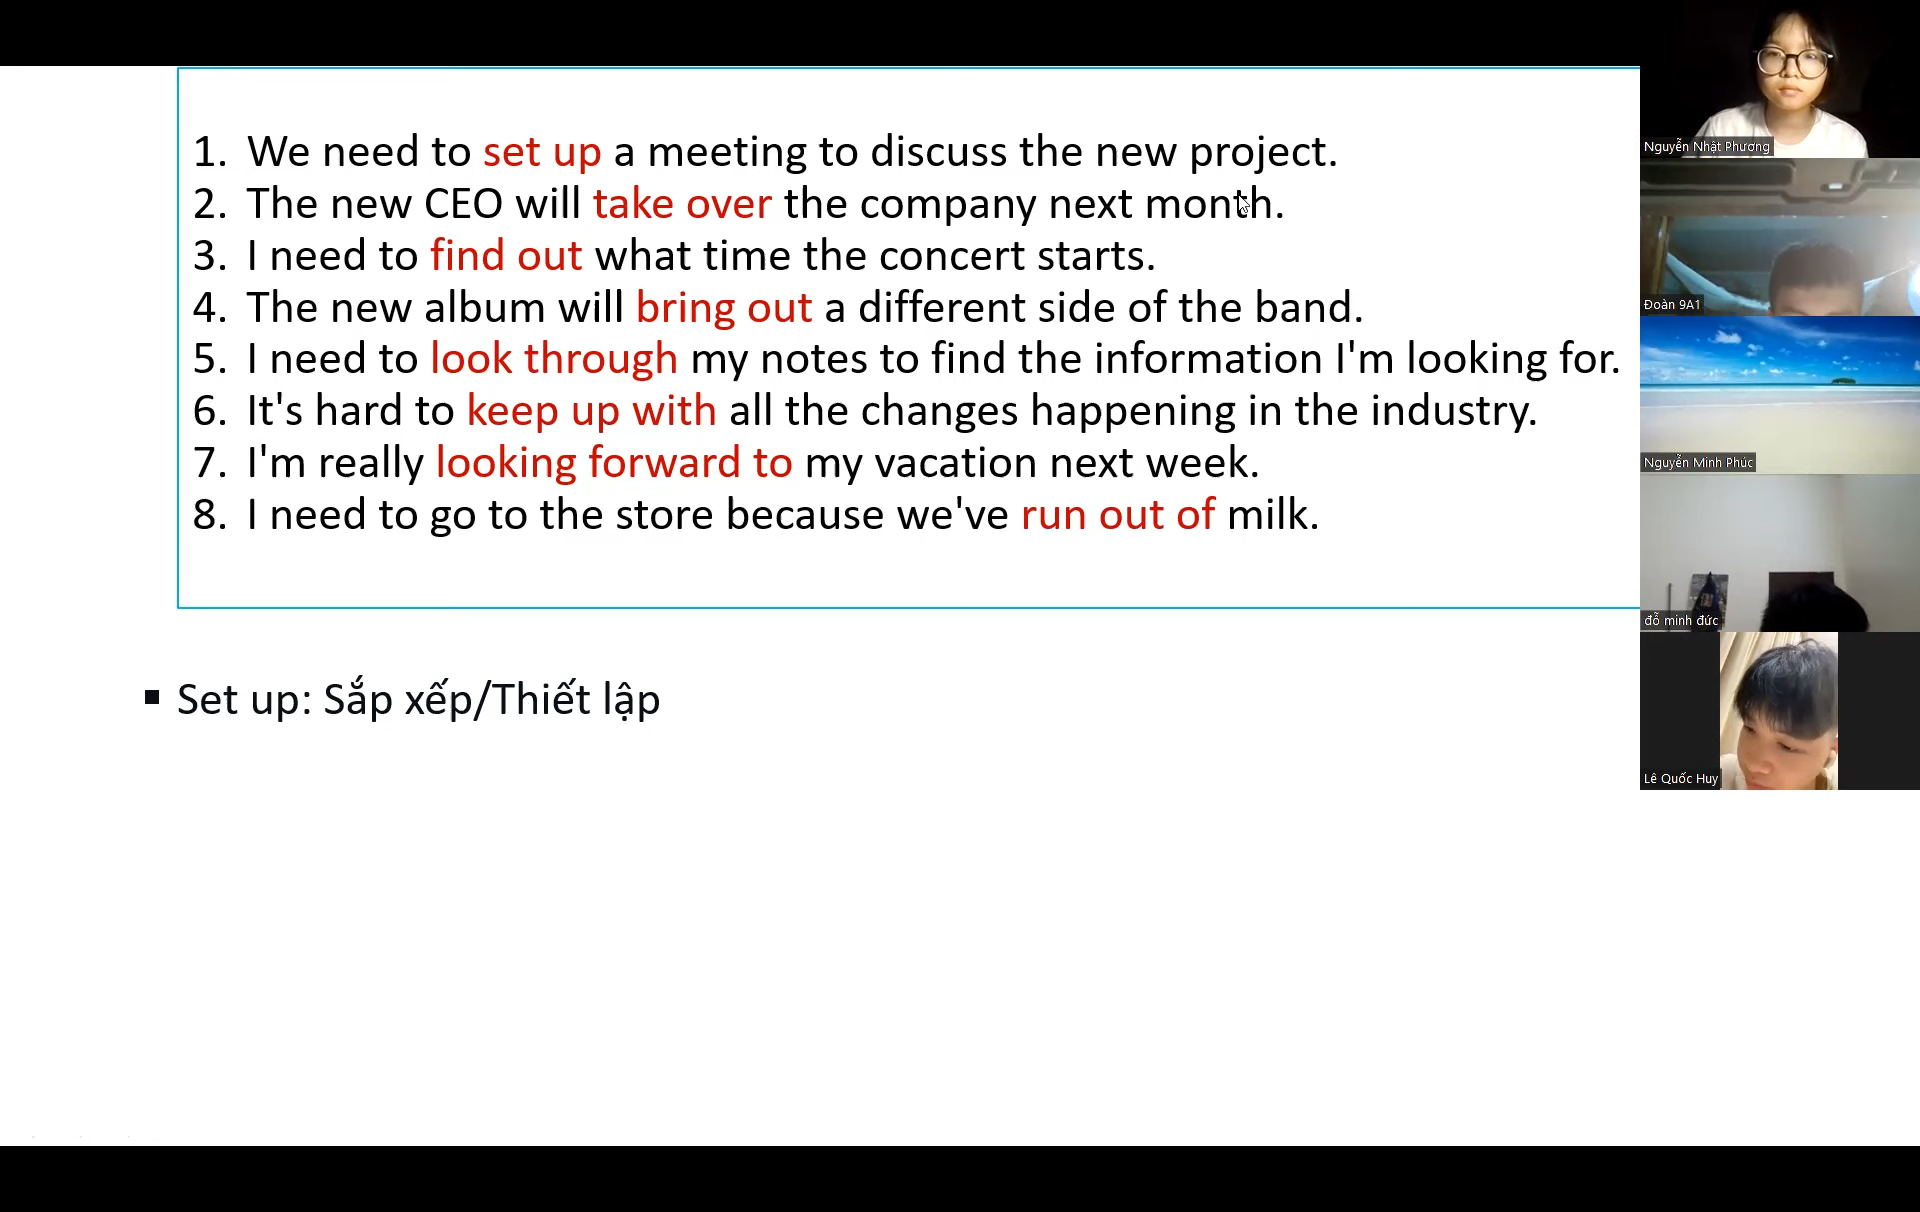 1. We need to set up a meeting to discuss the new project.
2. The new CEO will take over the company next month.
3. I need to find out what time the concert starts.
4. The new album will bring out a different side of the band.
5. I need to look through my notes to find the information I'm looking for.
6. It's hard to keep up with all the changes happening in the industry.
7. I'm really looking forward to my vacation next week.
8. I need to go to the store because we've run out of milk.
▪ Set up: Sắp xếp/Thiết lập
Nguyễn Nhật Phương
Đoàn 9A1
Nguyễn Minh Phúc
đỗ minh đức
Lê Quốc Huy